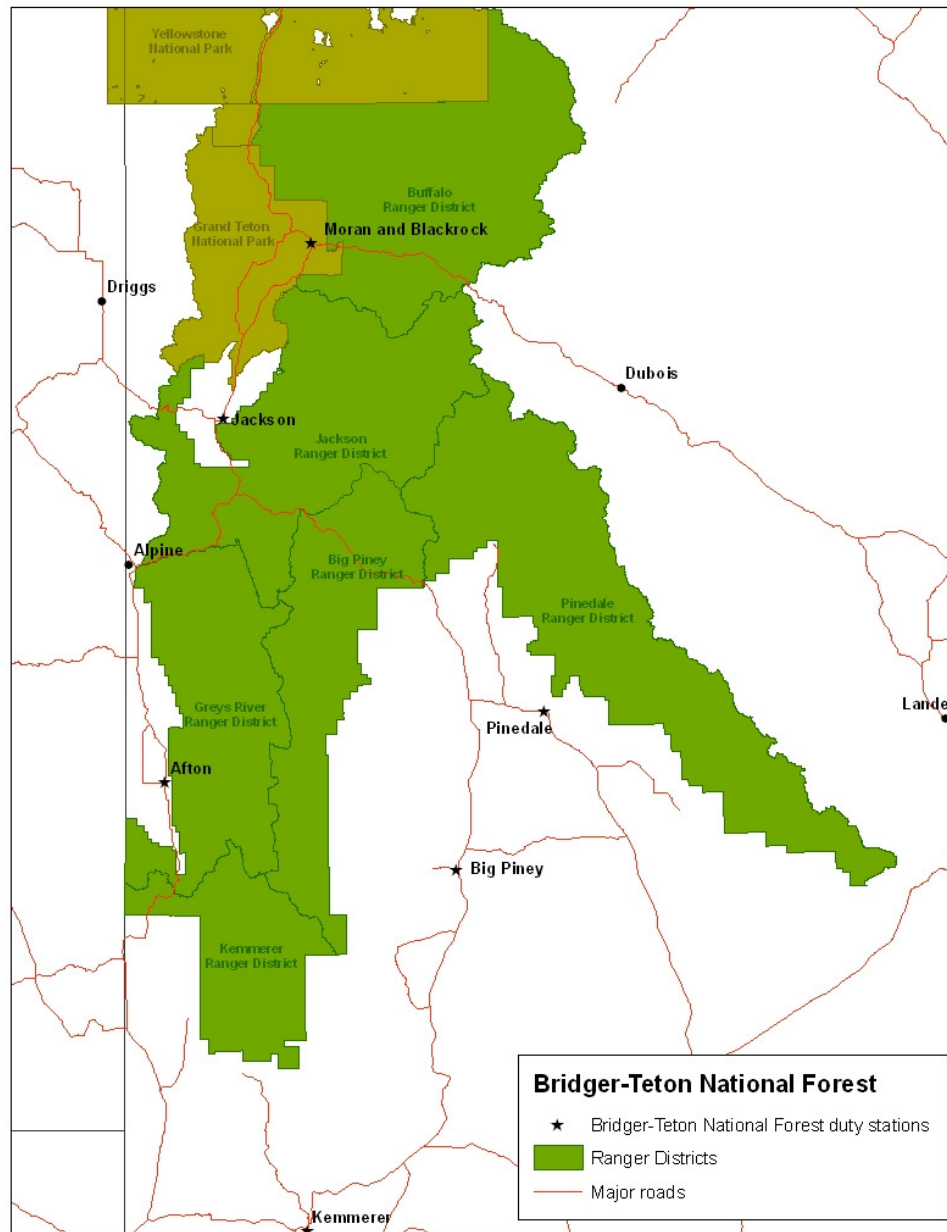 Yellowstone
National Park
Buffalo
Ranger District
Grand Teton
National Park
Moran and Blackrock
Driggs
Dubois
Jackson
Jackson
Ranger District
Alpine
Big Piney
Ranger District
Pinedale
Ranger District
Greys River
Ranger District
Lande
Pinedale
Afton
Big Piney
Kemmerer
Ranger District
Bridger-Teton National Forest
Bridger-Teton National Forest duty stations
Ranger Districts
Major roads
Kemmerer